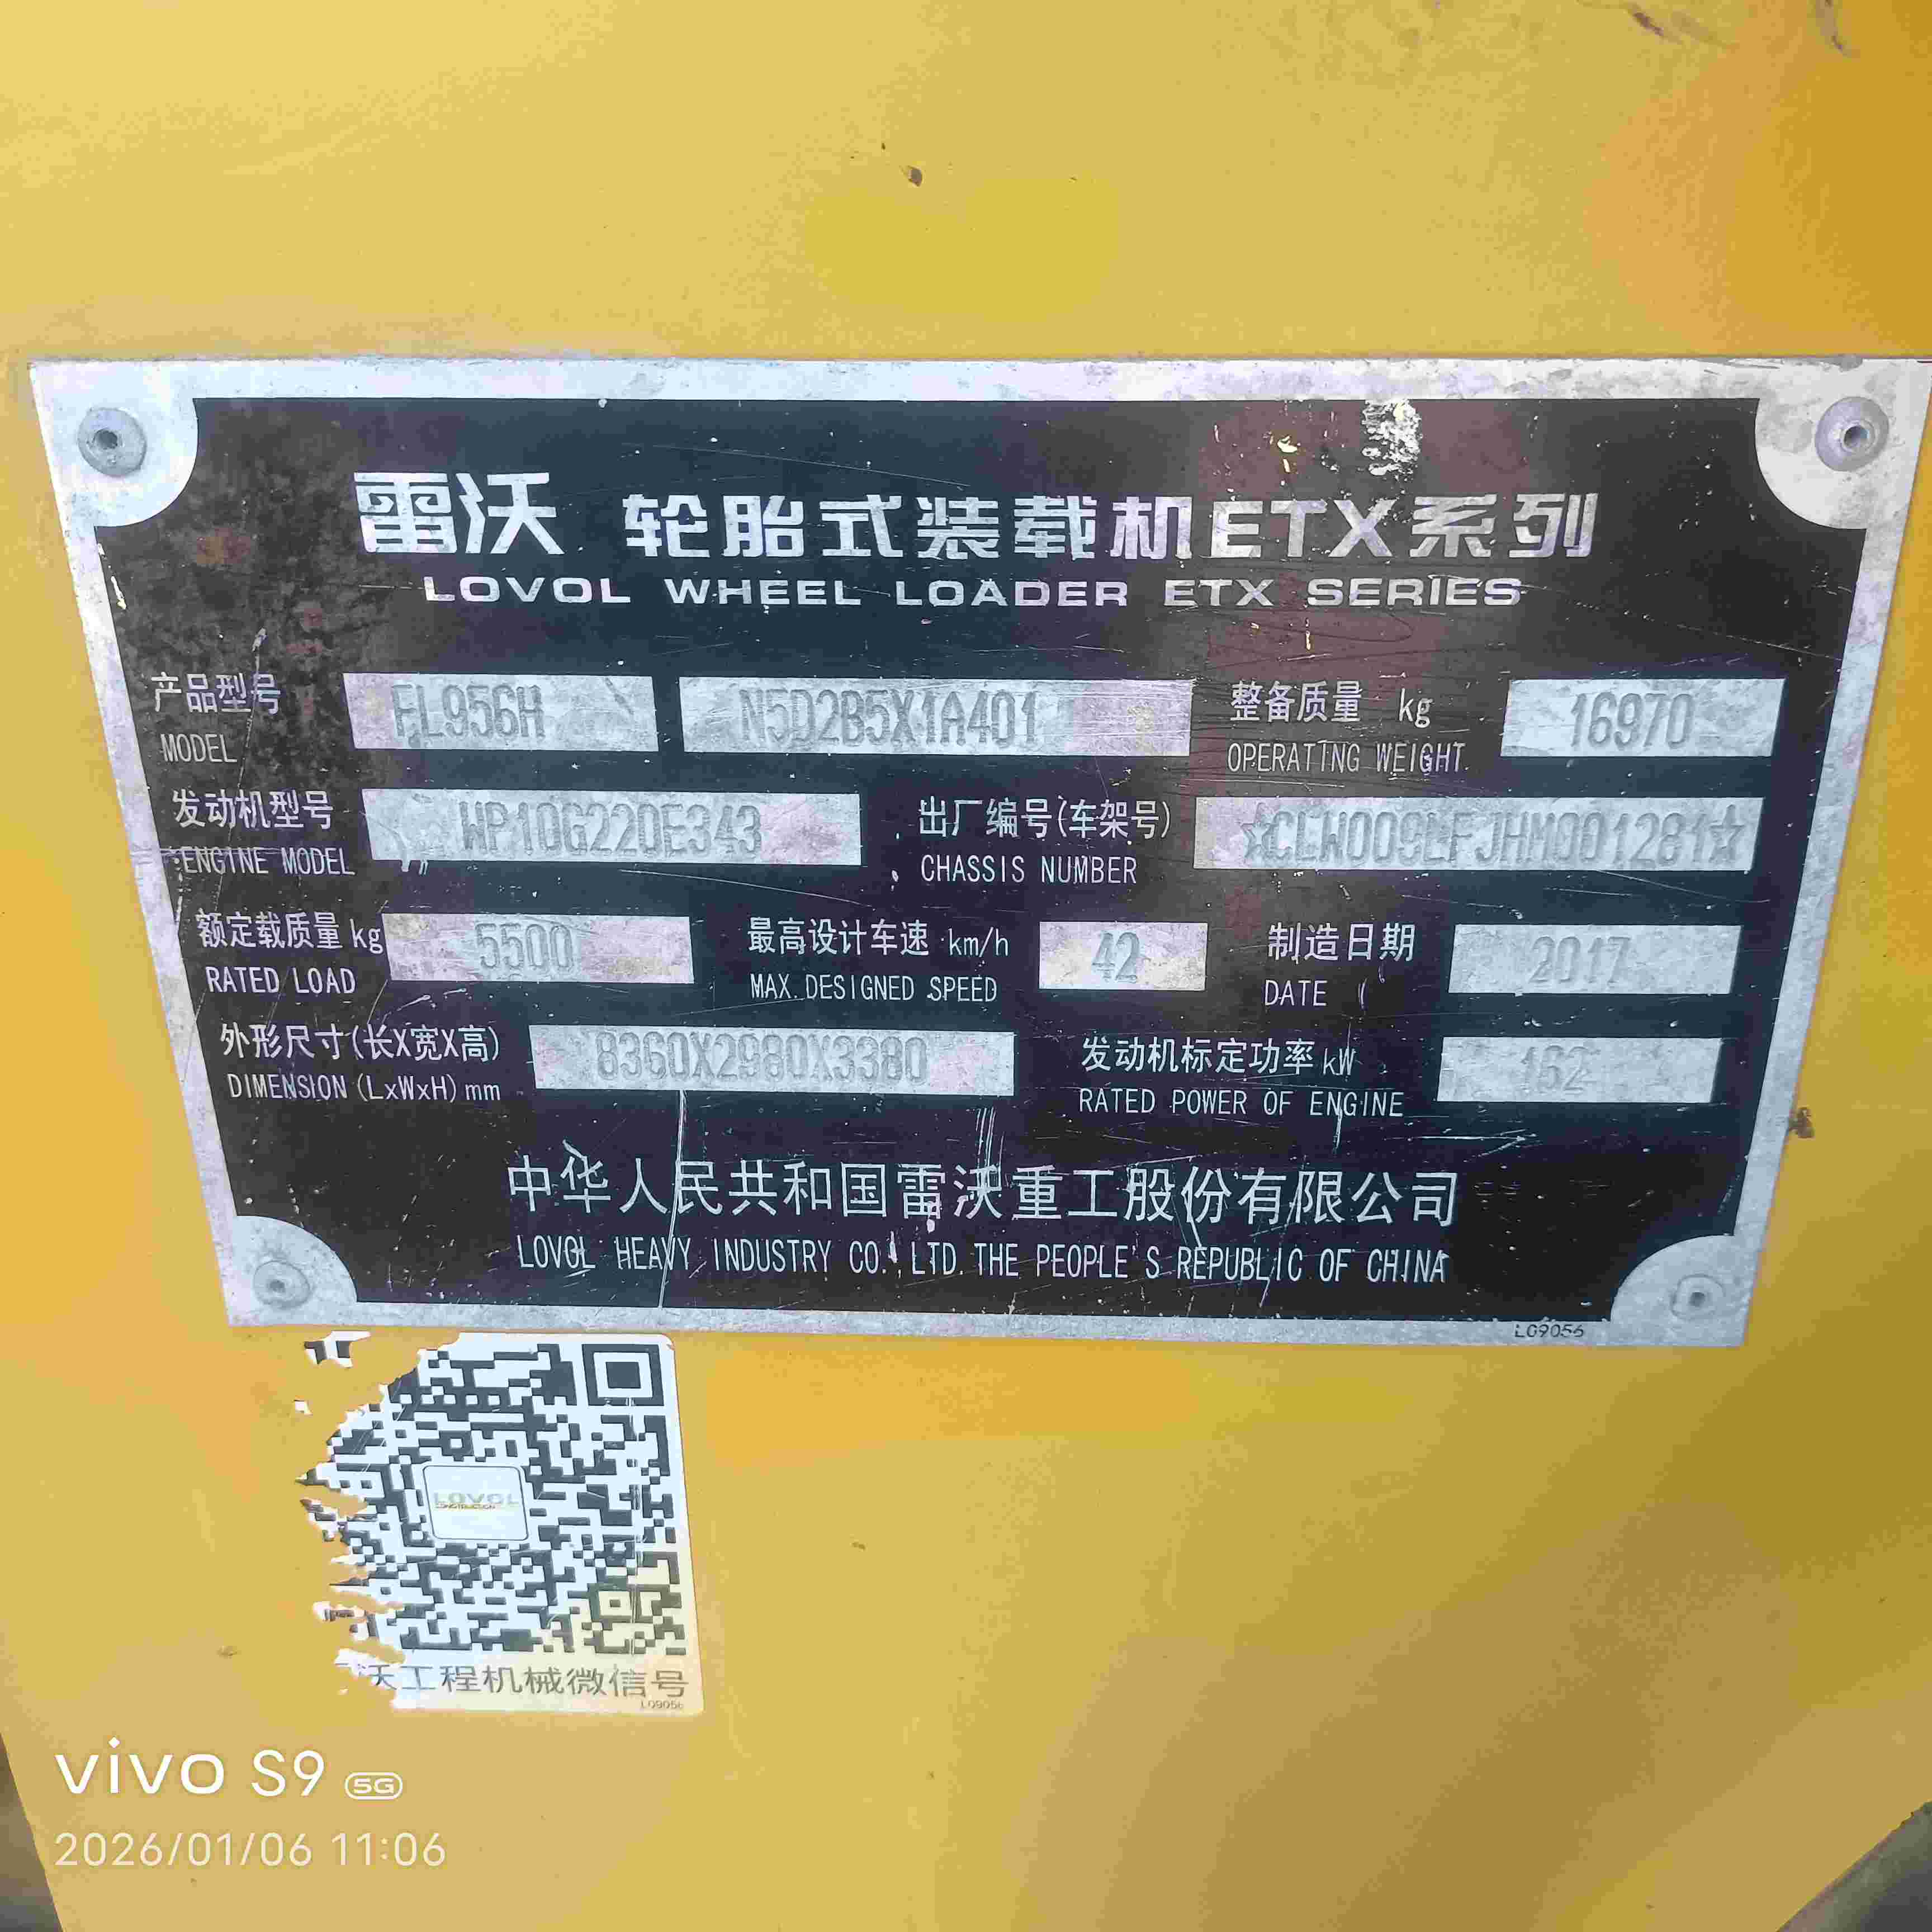 雷沃 轮胎式装载机ETX系列
LOVOL WHEEL LOADER ETX SERIES
产品型号 FL956H N5D2B5X1A401 整备质量 kg 16970
MODEL OPERATING WEIGHT
发动机型号 WP10G220E343 出厂编号(车架号)
ENGINE MODEL CHASSIS NUMBER
额定载质量 kg 5500 最高设计车速 km/h 42 制造日期 2017
RATED LOAD MAX.DESIGNED SPEED DATE
外形尺寸(长X宽X高) 8360X2980X3380 发动机标定功率 kW 162
DIMENSION (LxWxH) mm RATED POWER OF ENGINE
中华人民共和国雷沃重工股份有限公司
LOVOL HEAVY INDUSTRY CO.,LTD. THE PEOPLE'S REPUBLIC OF CHINA
L09056
LOVOL
CONSTRUCTION
沃工程机械微信号
L09056
vivo S9 5G
2026/01/06 11:06